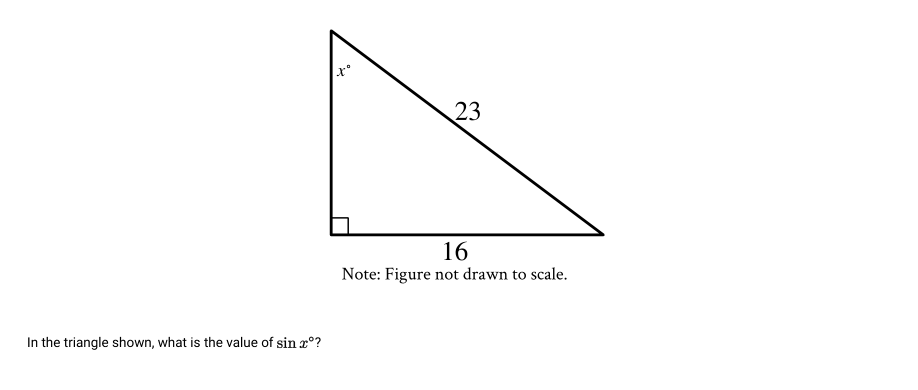 x°
23
16
Note: Figure not drawn to scale.
In the triangle shown, what is the value of sin x°?